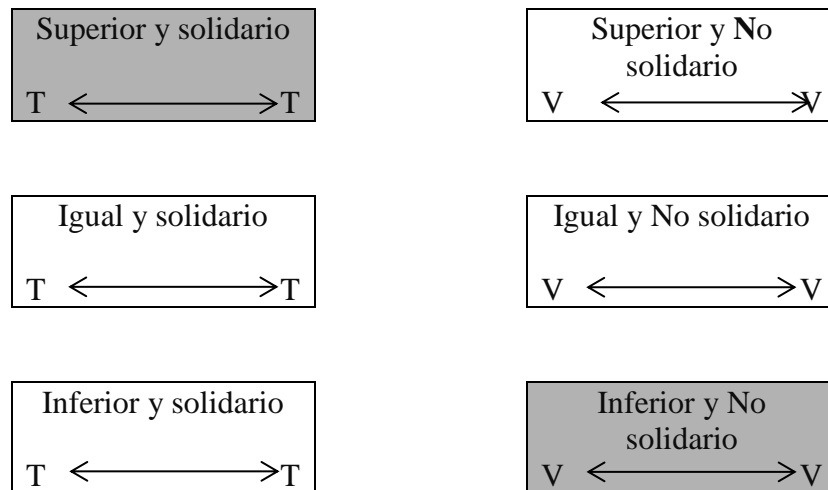 Superior y solidario
T T
Superior y No
solidario
V V
Igual y solidario
T T
Igual y No solidario
V V
Inferior y solidario
T T
Inferior y No
solidario
V V